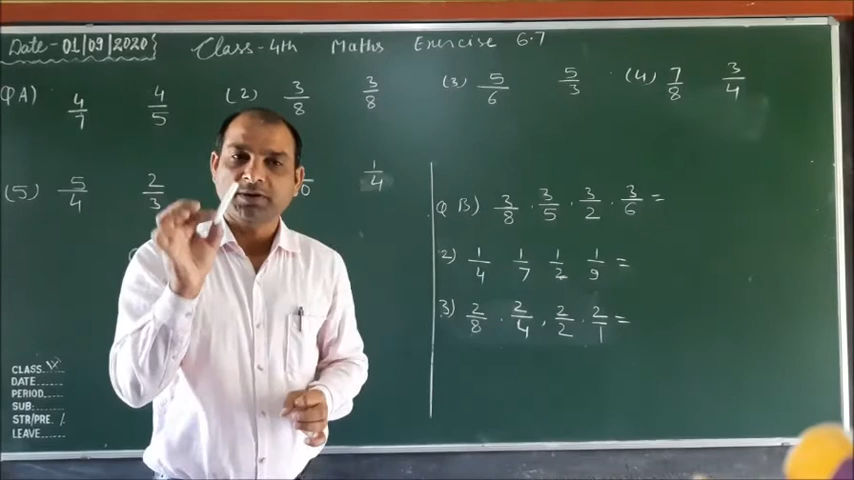 Date - 01/09/2020 Class - 4th Maths Exercise 6.7
Q A) 4/7 4/5 (2) 3/8 3/8 (3) 5/6 5/3 (4) 7/8 3/4
(5) 5/4 2/3 1/4
Q B) 3/8 . 3/5 . 3/2 . 3/6 =
2) 1/4 1/7 1/2 1/9 =
3) 2/8 . 2/4 , 2/2 . 2/1 =
CLASS
DATE
PERIOD
SUB:
STR/PRE. /
LEAVE